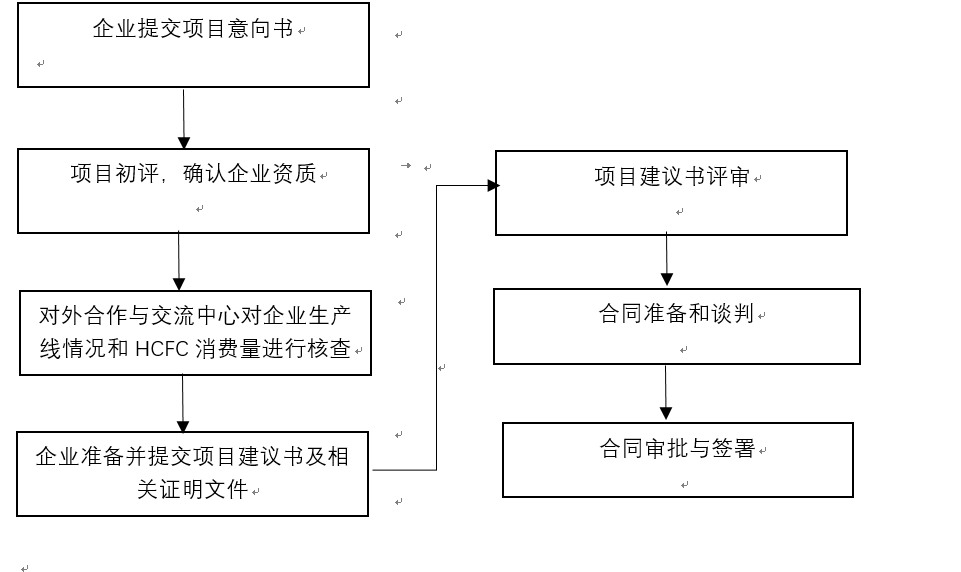 企业提交项目意向书
项目初评，确认企业资质
对外合作与交流中心对企业生产
线情况和 HCFC 消费量进行核查
企业准备并提交项目建议书及相
关证明文件
项目建议书评审
合同准备和谈判
合同审批与签署